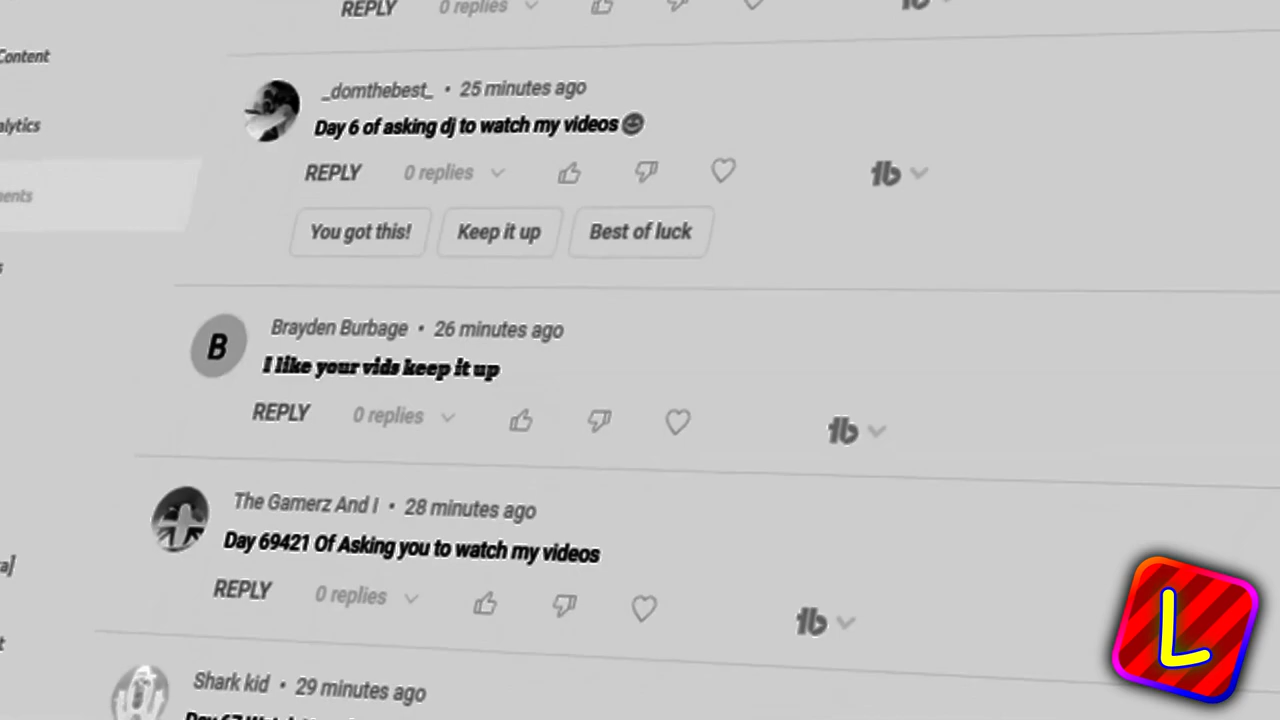 REPLY 0 replies
Content
_domthebest_ • 25 minutes ago
Day 6 of asking dj to watch my videos
alytics
REPLY 0 replies
ents
You got this! Keep it up Best of luck
Brayden Burbage • 26 minutes ago
B
I like your vids keep it up
REPLY 0 replies
The Gamerz And I • 28 minutes ago
Day 69421 Of Asking you to watch my videos
REPLY 0 replies
Shark kid • 29 minutes ago
L